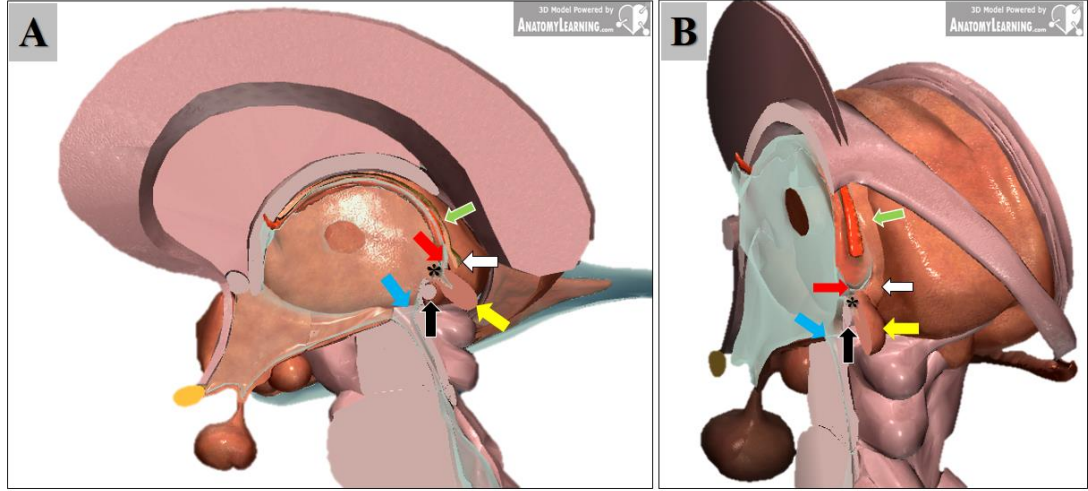 A
3D Model Powered by
ANATOMYLEARNING.com
*
B
3D Model Powered by
ANATOMYLEARNING.com
*